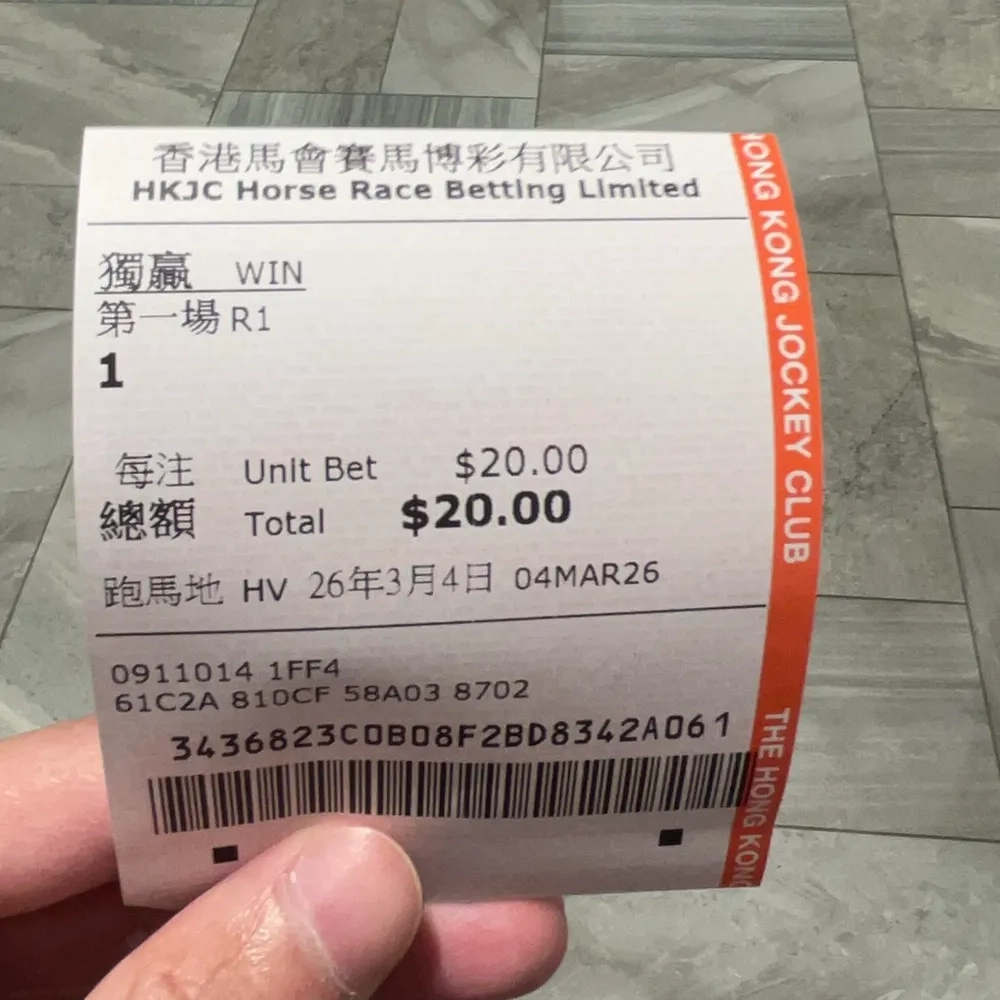 香港馬會賽馬博彩有限公司
HKJC Horse Race Betting Limited
獨贏 WIN
第一場 R1
1
每注 Unit Bet $20.00
總額 Total $20.00
跑馬地 HV 26年3月4日 04MAR26
0911014 1FF4
61C2A 810CF 58A03 8702
3436823C0B08F2BD8342A061
HONG KONG JOCKEY CLUB
THE HONG KONG